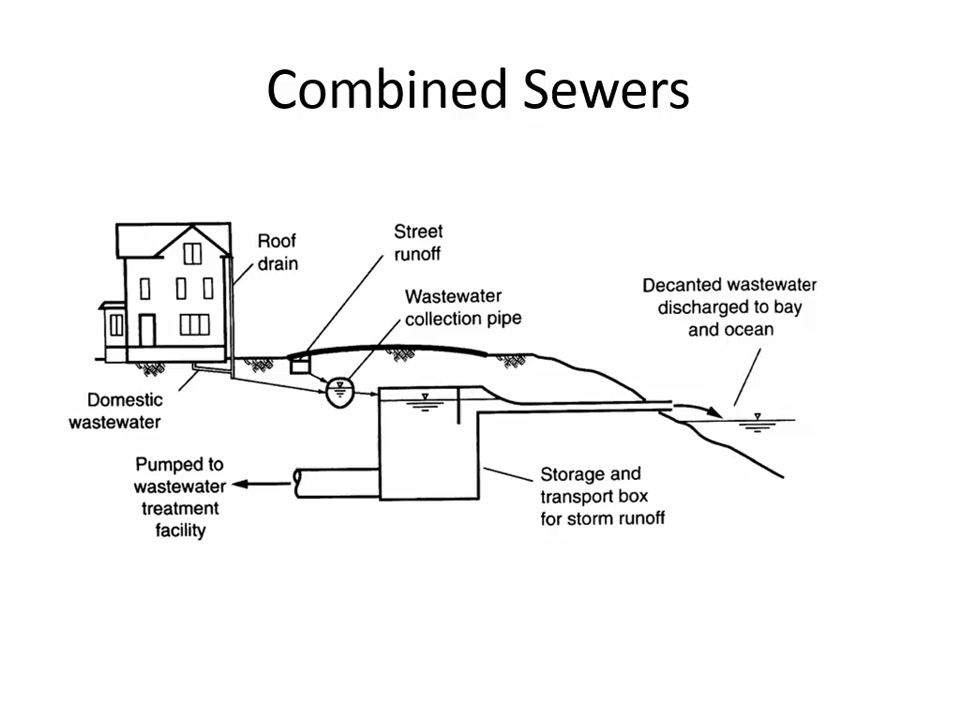 Combined Sewers
Roof
drain
Street
runoff
Wastewater
collection pipe
Decanted wastewater
discharged to bay
and ocean
Domestic
wastewater
Pumped to
wastewater
treatment
facility
Storage and
transport box
for storm runoff